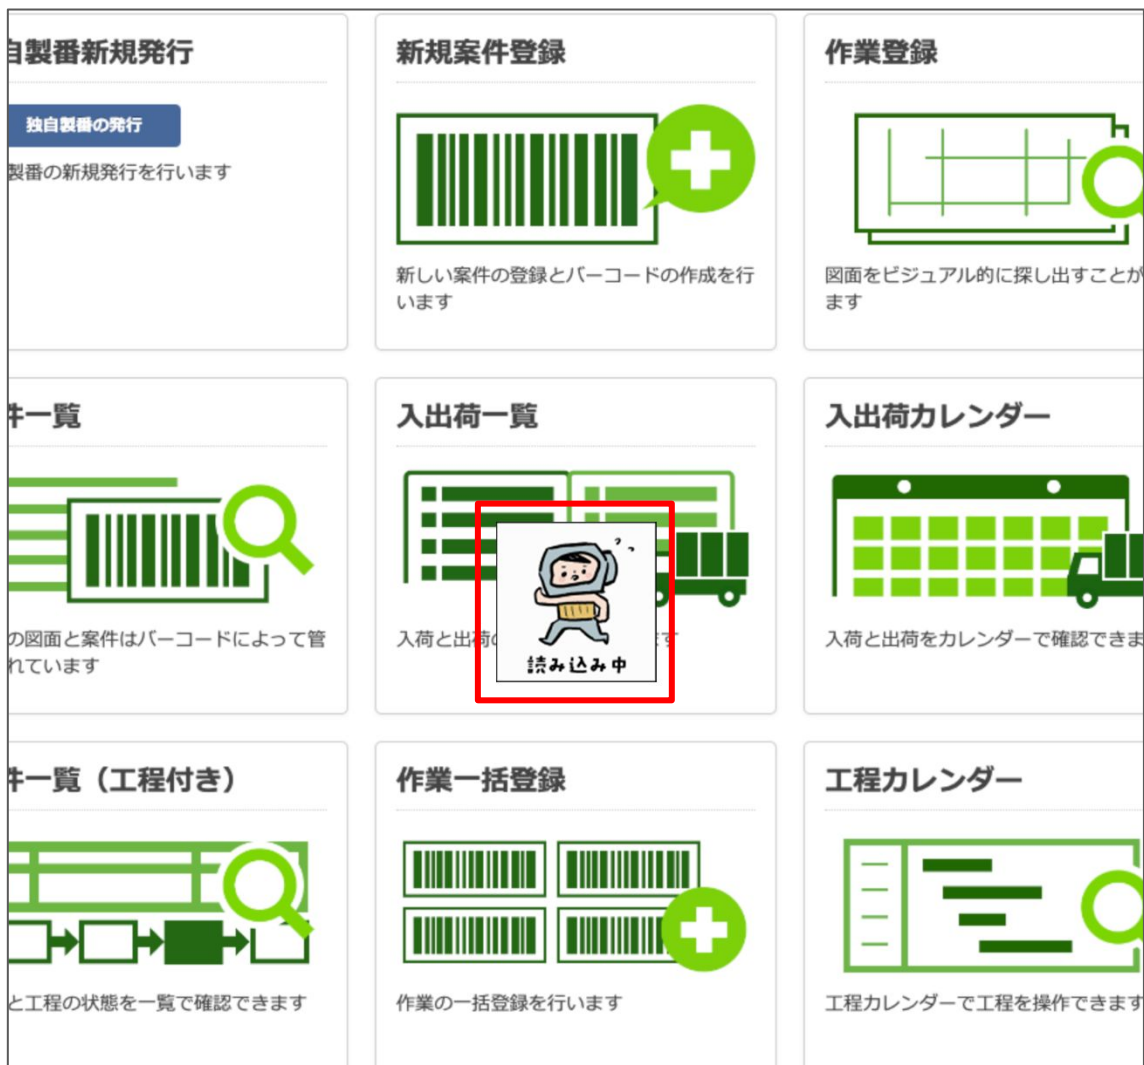 自製番新規発行
独自製番の発行
製番の新規発行を行います
新規案件登録
新しい案件の登録とバーコードの作成を行
います
作業登録
図面をビジュアル的に探し出すことが
ます
件一覧
の図面と案件はバーコードによって管
れています
入出荷一覧
入荷と出荷の
す
読み込み中
入出荷カレンダー
入荷と出荷をカレンダーで確認できま
件一覧（工程付き）
と工程の状態を一覧で確認できます
作業一括登録
作業の一括登録を行います
工程カレンダー
工程カレンダーで工程を操作できます